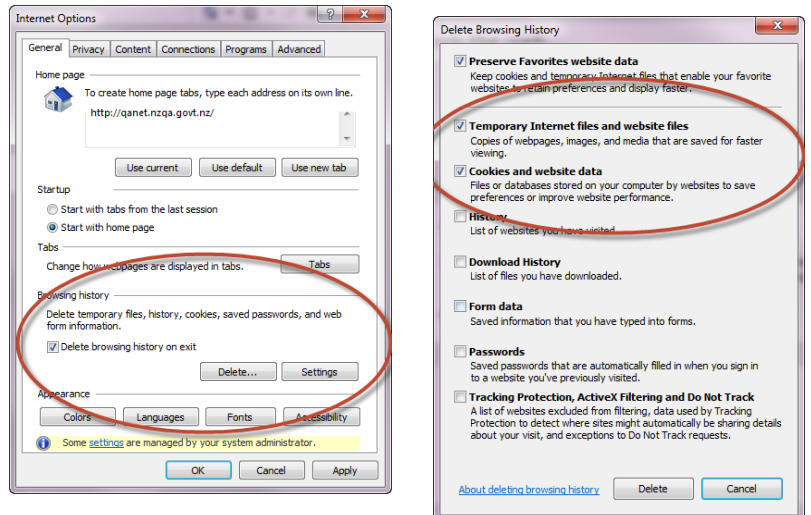 Internet Options
General Privacy Content Connections Programs Advanced
Home page
To create home page tabs, type each address on its own line.
http://qanet.nzqa.govt.nz/
Use current Use default Use new tab
Startup
Start with tabs from the last session
Start with home page
Tabs
Change how webpages are displayed in tabs. Tabs
Browsing history
Delete temporary files, history, cookies, saved passwords, and web
form information.
Delete browsing history on exit
Delete... Settings
Appearance
Colors Languages Fonts Accessibility
Some settings are managed by your system administrator.
OK Cancel Apply
Delete Browsing History
Preserve Favorites website data
Keep cookies and temporary Internet files that enable your favorite
websites to retain preferences and display faster.
Temporary Internet files and website files
Copies of webpages, images, and media that are saved for faster
viewing.
Cookies and website data
Files or databases stored on your computer by websites to save
preferences or improve website performance.
History
List of websites you have visited.
Download History
List of files you have downloaded.
Form data
Saved information that you have typed into forms.
Passwords
Saved passwords that are automatically filled in when you sign in
to a website you've previously visited.
Tracking Protection, ActiveX Filtering and Do Not Track
A list of websites excluded from filtering, data used by Tracking
Protection to detect where sites might automatically be sharing details
about your visit, and exceptions to Do Not Track requests.
About deleting browsing history Delete Cancel